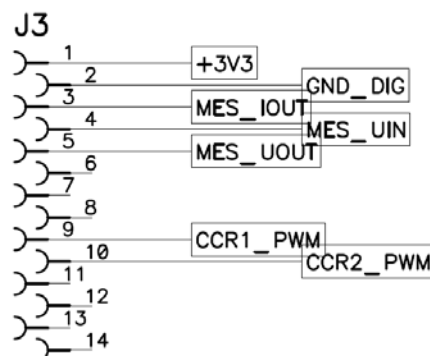 J3
1 +3V3
2 GND_DIG
3 MES_IOUT
4 MES_UIN
5 MES_UOUT
6
7
8
9 CCR1_PWM
10 CCR2_PWM
11
12
13
14